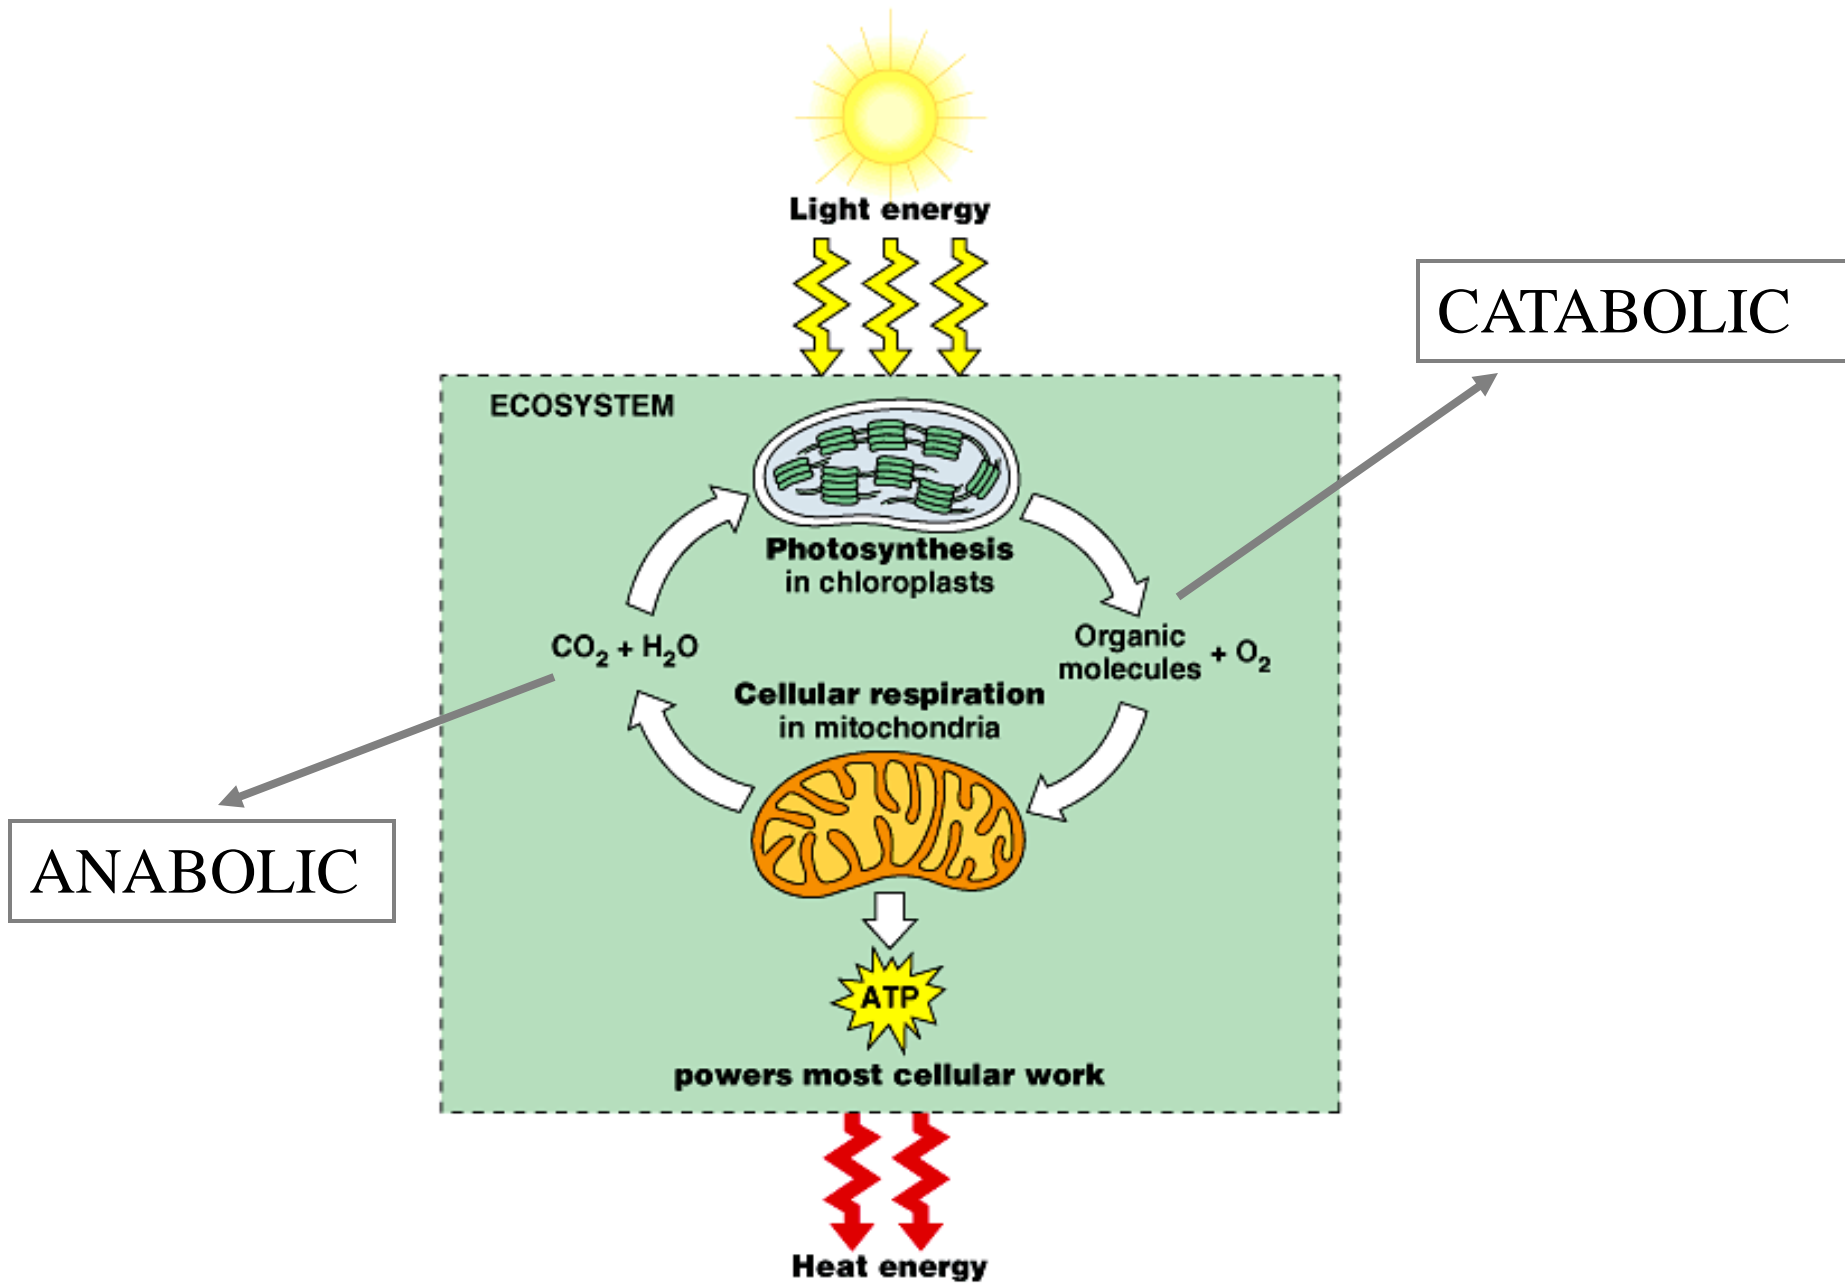 Light energy
CATABOLIC
ECOSYSTEM
Photosynthesis
in chloroplasts
CO₂ + H₂O
Organic
molecules + O₂
Cellular respiration
in mitochondria
ANABOLIC
ATP
powers most cellular work
Heat energy